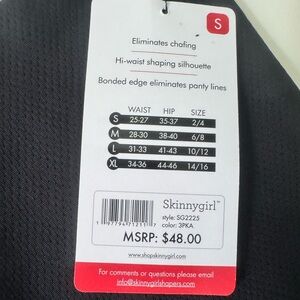 S
Eliminates chafing
Hi-waist shaping silhouette
Bonded edge eliminates panty lines
WAIST HIP SIZE
S 25-27 35-37 2/4
M 28-30 38-40 6/8
L 31-33 41-43 10/12
XL 34-36 44-46 14/16
Skinnygirl™
style: SG2225
color: 3PKA
MSRP: $48.00
www.shopskinnygirl.com
For comments or questions please email
info@skinnygirlshapers.com